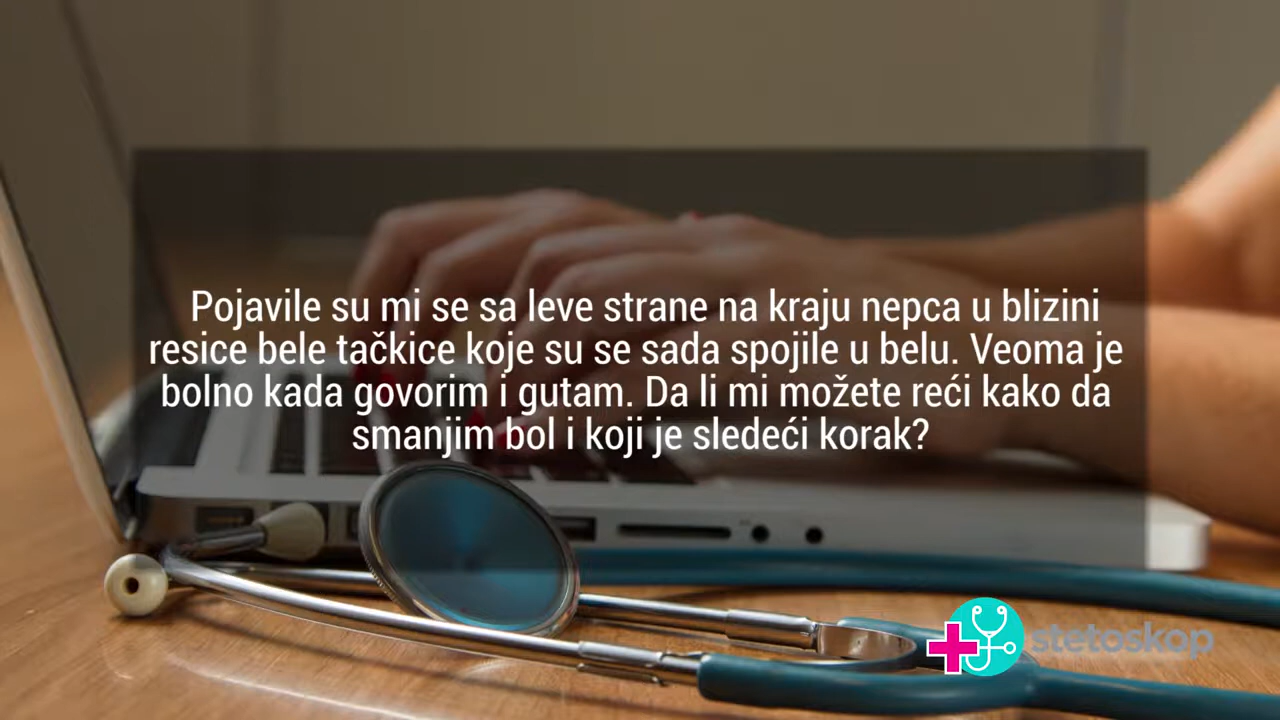 Pojavile su mi se sa leve strane na kraju nepca u blizini
resice bele tačkice koje su se sada spojile u belu. Veoma je
bolno kada govorim i gutam. Da li mi možete reći kako da
smanjim bol i koji je sledeći korak?
stetoskop